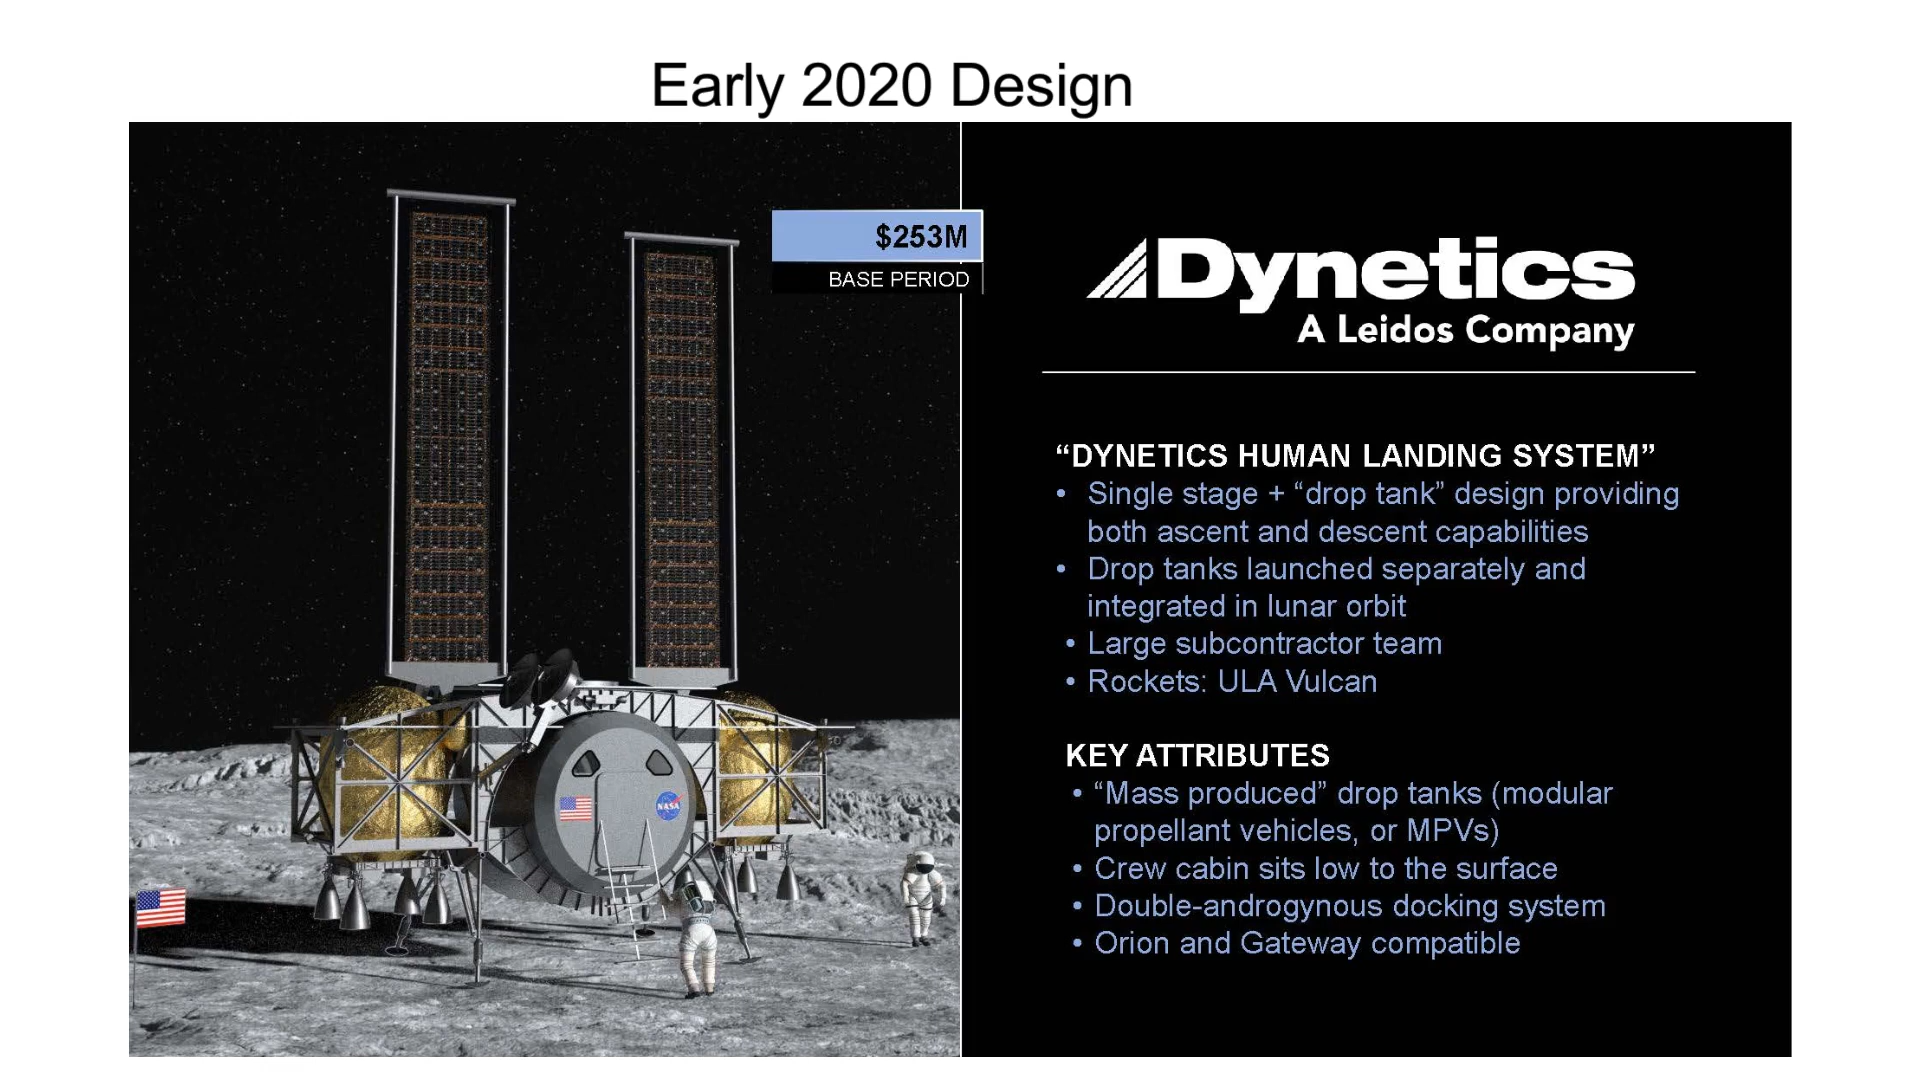 Early 2020 Design
$253M
BASE PERIOD
NASA
Dynetics
A Leidos Company
“DYNETICS HUMAN LANDING SYSTEM”
• Single stage + “drop tank” design providing
both ascent and descent capabilities
• Drop tanks launched separately and
integrated in lunar orbit
• Large subcontractor team
• Rockets: ULA Vulcan
KEY ATTRIBUTES
• “Mass produced” drop tanks (modular
propellant vehicles, or MPVs)
• Crew cabin sits low to the surface
• Double-androgynous docking system
• Orion and Gateway compatible